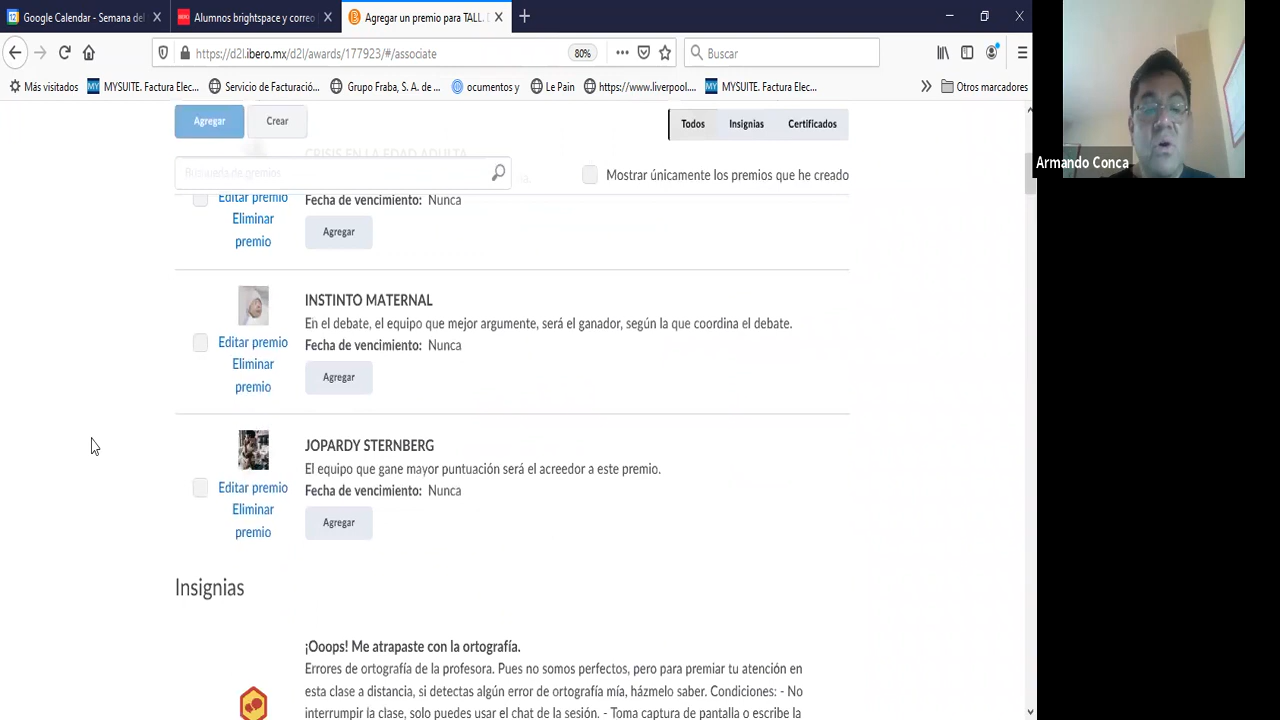 Google Calendar - Semana del
Alumnos brightspace y correo
Agregar un premio para TALL.
https://d2l.ibero.mx/d2l/awards/177923/#/associate
80%
Buscar
Más visitados
MYSUITE. Factura Elec...
Servicio de Facturació...
Grupo Fraba, S. A. de ...
ocumentos y
Le Pain
https://www.liverpool....
MYSUITE. Factura Elec...
Otros marcadores
Agregar
Crear
Todos
Insignias
Certificados
CRISIS EN LA EDAD ADULTA
Búsqueda de premios
Mostrar únicamente los premios que he creado
Editar premio
Eliminar
premio
Fecha de vencimiento: Nunca
Agregar
INSTINTO MATERNAL
En el debate, el equipo que mejor argumente, será el ganador, según la que coordina el debate.
Editar premio
Eliminar
premio
Fecha de vencimiento: Nunca
Agregar
JOPARDY STERNBERG
El equipo que gane mayor puntuación será el acreedor a este premio.
Editar premio
Eliminar
premio
Fecha de vencimiento: Nunca
Agregar
Insignias
¡Ooops! Me atrapaste con la ortografía.
Errores de ortografía de la profesora. Pues no somos perfectos, pero para premiar tu atención en
esta clase a distancia, si detectas algún error de ortografía mía, házmelo saber. Condiciones: - No
interrumpir la clase, solo puedes usar el chat de la sesión. - Toma captura de pantalla o escribe la
Armando Conca